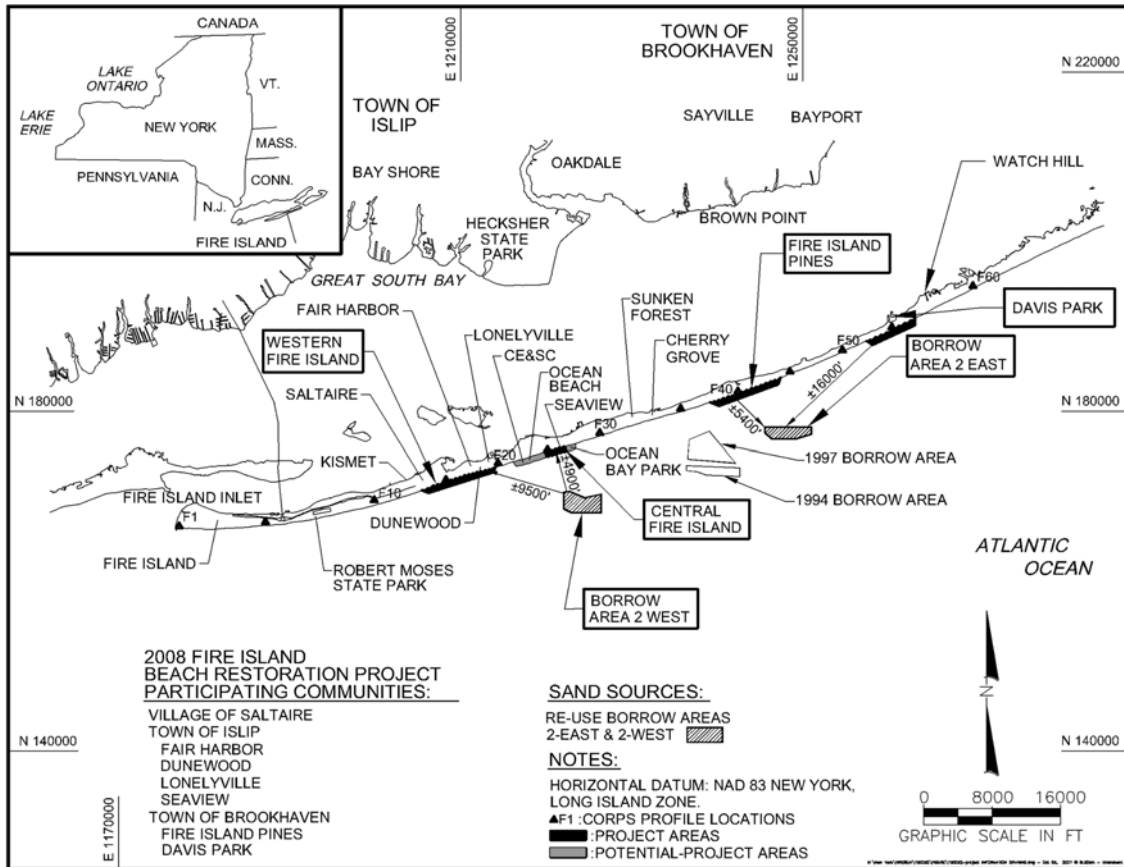 CANADA
LAKE
ONTARIO
VT.
LAKE
ERIE
NEW YORK
MASS.
PENNSYLVANIA
CONN.
N.J.
FIRE ISLAND
E 1210000
TOWN OF
BROOKHAVEN
E 1250000
N 220000
TOWN OF
ISLIP
SAYVILLE
BAYPORT
BAY SHORE
OAKDALE
WATCH HILL
HECKSHER
STATE
PARK
BROWN POINT
FIRE ISLAND
PINES
GREAT SOUTH BAY
F60
FAIR HARBOR
SUNKEN
FOREST
DAVIS PARK
LONELYVILLE
WESTERN
FIRE ISLAND
CE&SC
CHERRY
GROVE
F50
BORROW
AREA 2 EAST
OCEAN
BEACH
SALTAIRE
SEAVIEW
±16000'
F40
N 180000
N 180000
±5400'
F30
KISMET
F20
OCEAN
BAY PARK
1997 BORROW AREA
±4900'
1994 BORROW AREA
FIRE ISLAND INLET
F10
±9500'
F1
DUNEWOOD
CENTRAL
FIRE ISLAND
FIRE ISLAND
ROBERT MOSES
STATE PARK
ATLANTIC
OCEAN
BORROW
AREA 2 WEST
2008 FIRE ISLAND
BEACH RESTORATION PROJECT
PARTICIPATING COMMUNITIES:
VILLAGE OF SALTAIRE
TOWN OF ISLIP
FAIR HARBOR
DUNEWOOD
LONELYVILLE
SEAVIEW
TOWN OF BROOKHAVEN
FIRE ISLAND PINES
DAVIS PARK
SAND SOURCES:
RE-USE BORROW AREAS
2-EAST & 2-WEST
NOTES:
HORIZONTAL DATUM: NAD 83 NEW YORK,
LONG ISLAND ZONE.
F1 :CORPS PROFILE LOCATIONS
:PROJECT AREAS
:POTENTIAL-PROJECT AREAS
N
N 140000
N 140000
E 1170000
0 8000 16000
GRAPHIC SCALE IN FT